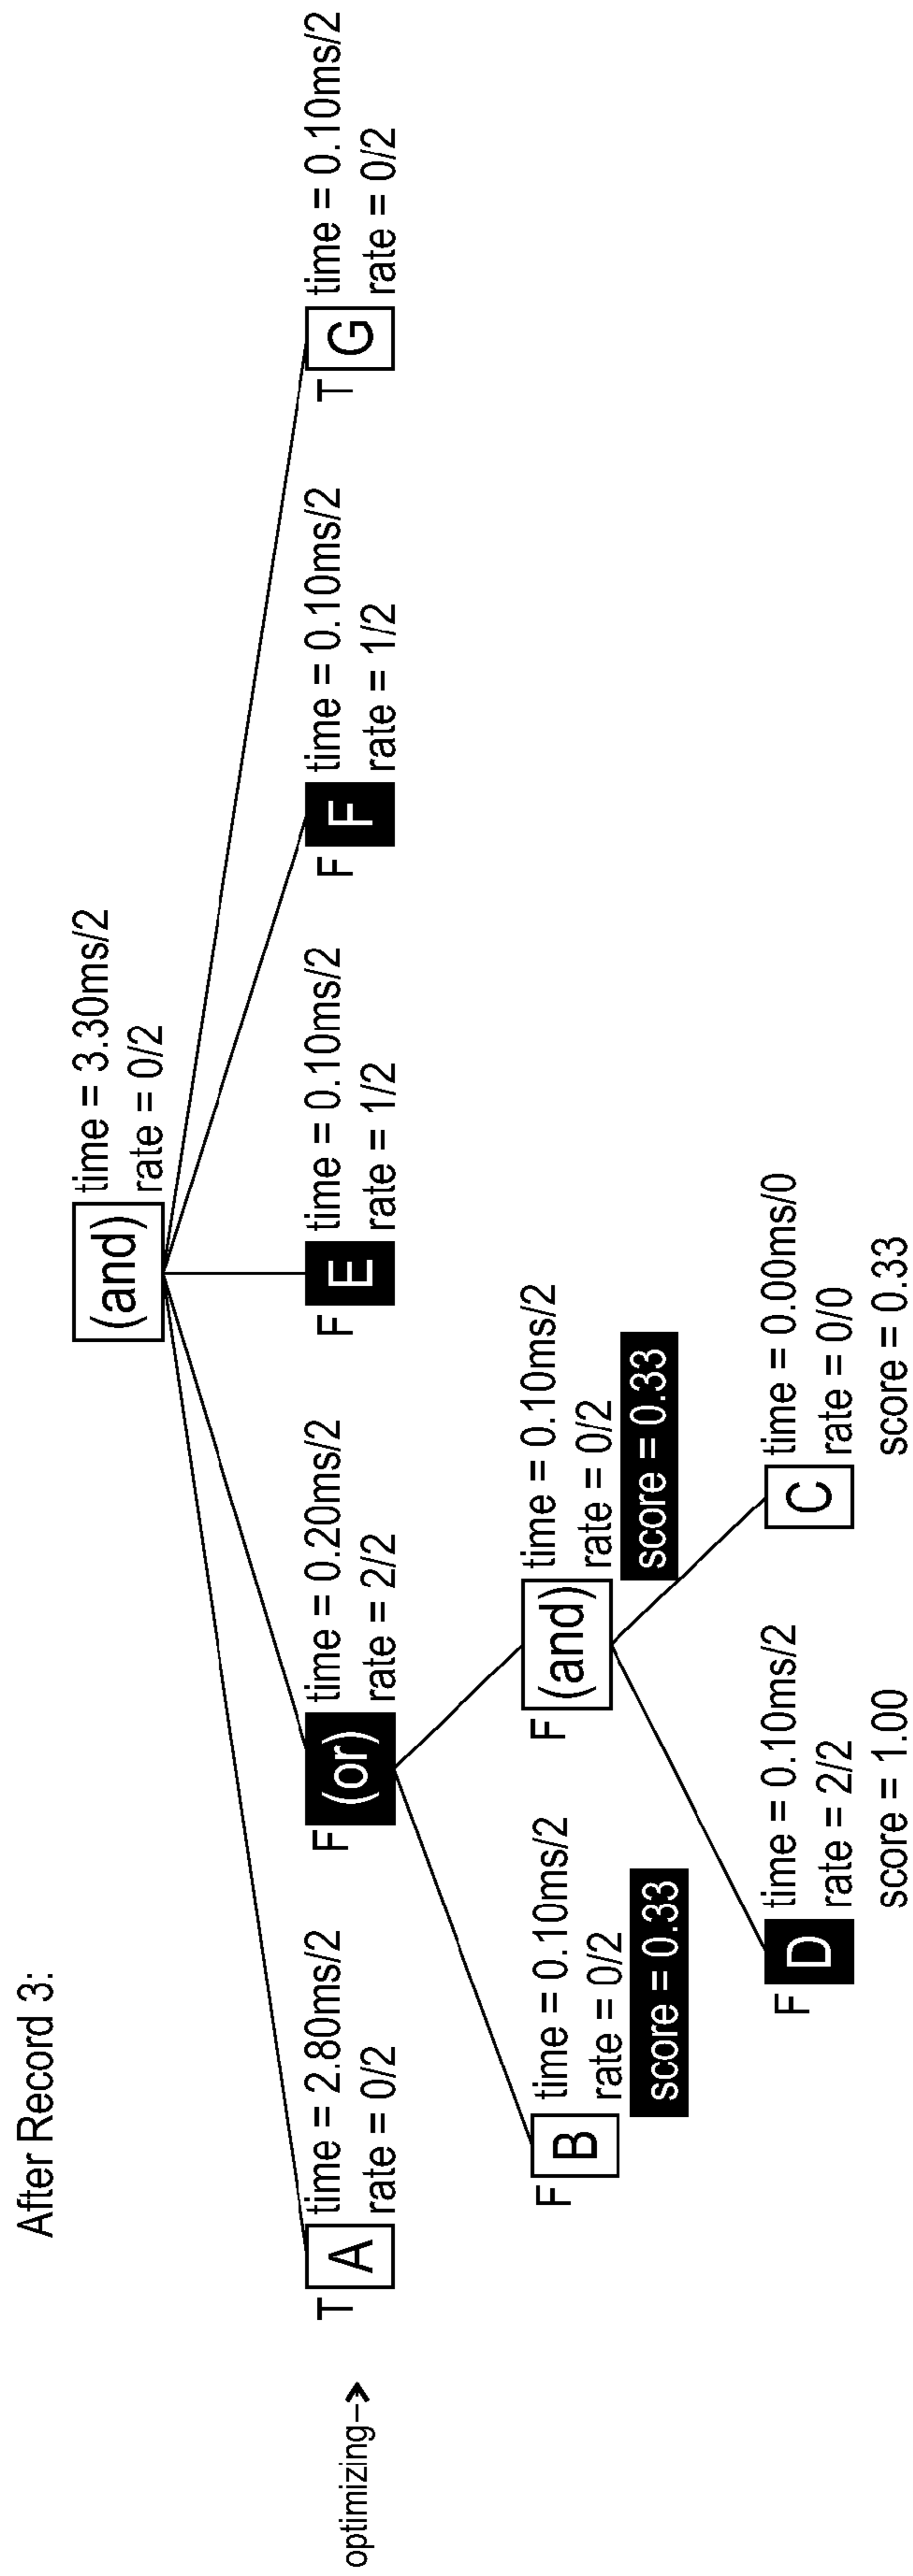 After Record 3:
(and)
time = 3.30ms/2
rate = 0/2
optimizing→
T
A
time = 2.80ms/2
rate = 0/2
F
(or)
time = 0.20ms/2
rate = 2/2
F
E
time = 0.10ms/2
rate = 1/2
F
F
time = 0.10ms/2
rate = 1/2
T
G
time = 0.10ms/2
rate = 0/2
F
B
time = 0.10ms/2
rate = 0/2
score = 0.33
F
(and)
time = 0.10ms/2
rate = 0/2
score = 0.33
F
D
time = 0.10ms/2
rate = 2/2
score = 1.00
C
time = 0.00ms/0
rate = 0/0
score = 0.33